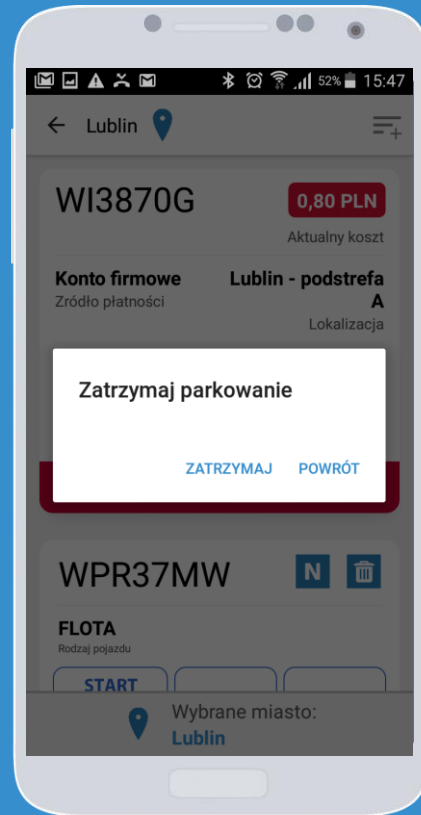 52% 15:47
Lublin
WI3870G
0,80 PLN
Aktualny koszt
Konto firmowe
Zródło płatności
Lublin - podstrefa
A
Lokalizacja
Zatrzymaj parkowanie
ZATRZYMAJ POWRÓT
WPR37MW
N
FLOTA
Rodzaj pojazdu
START
Wybrane miasto:
Lublin